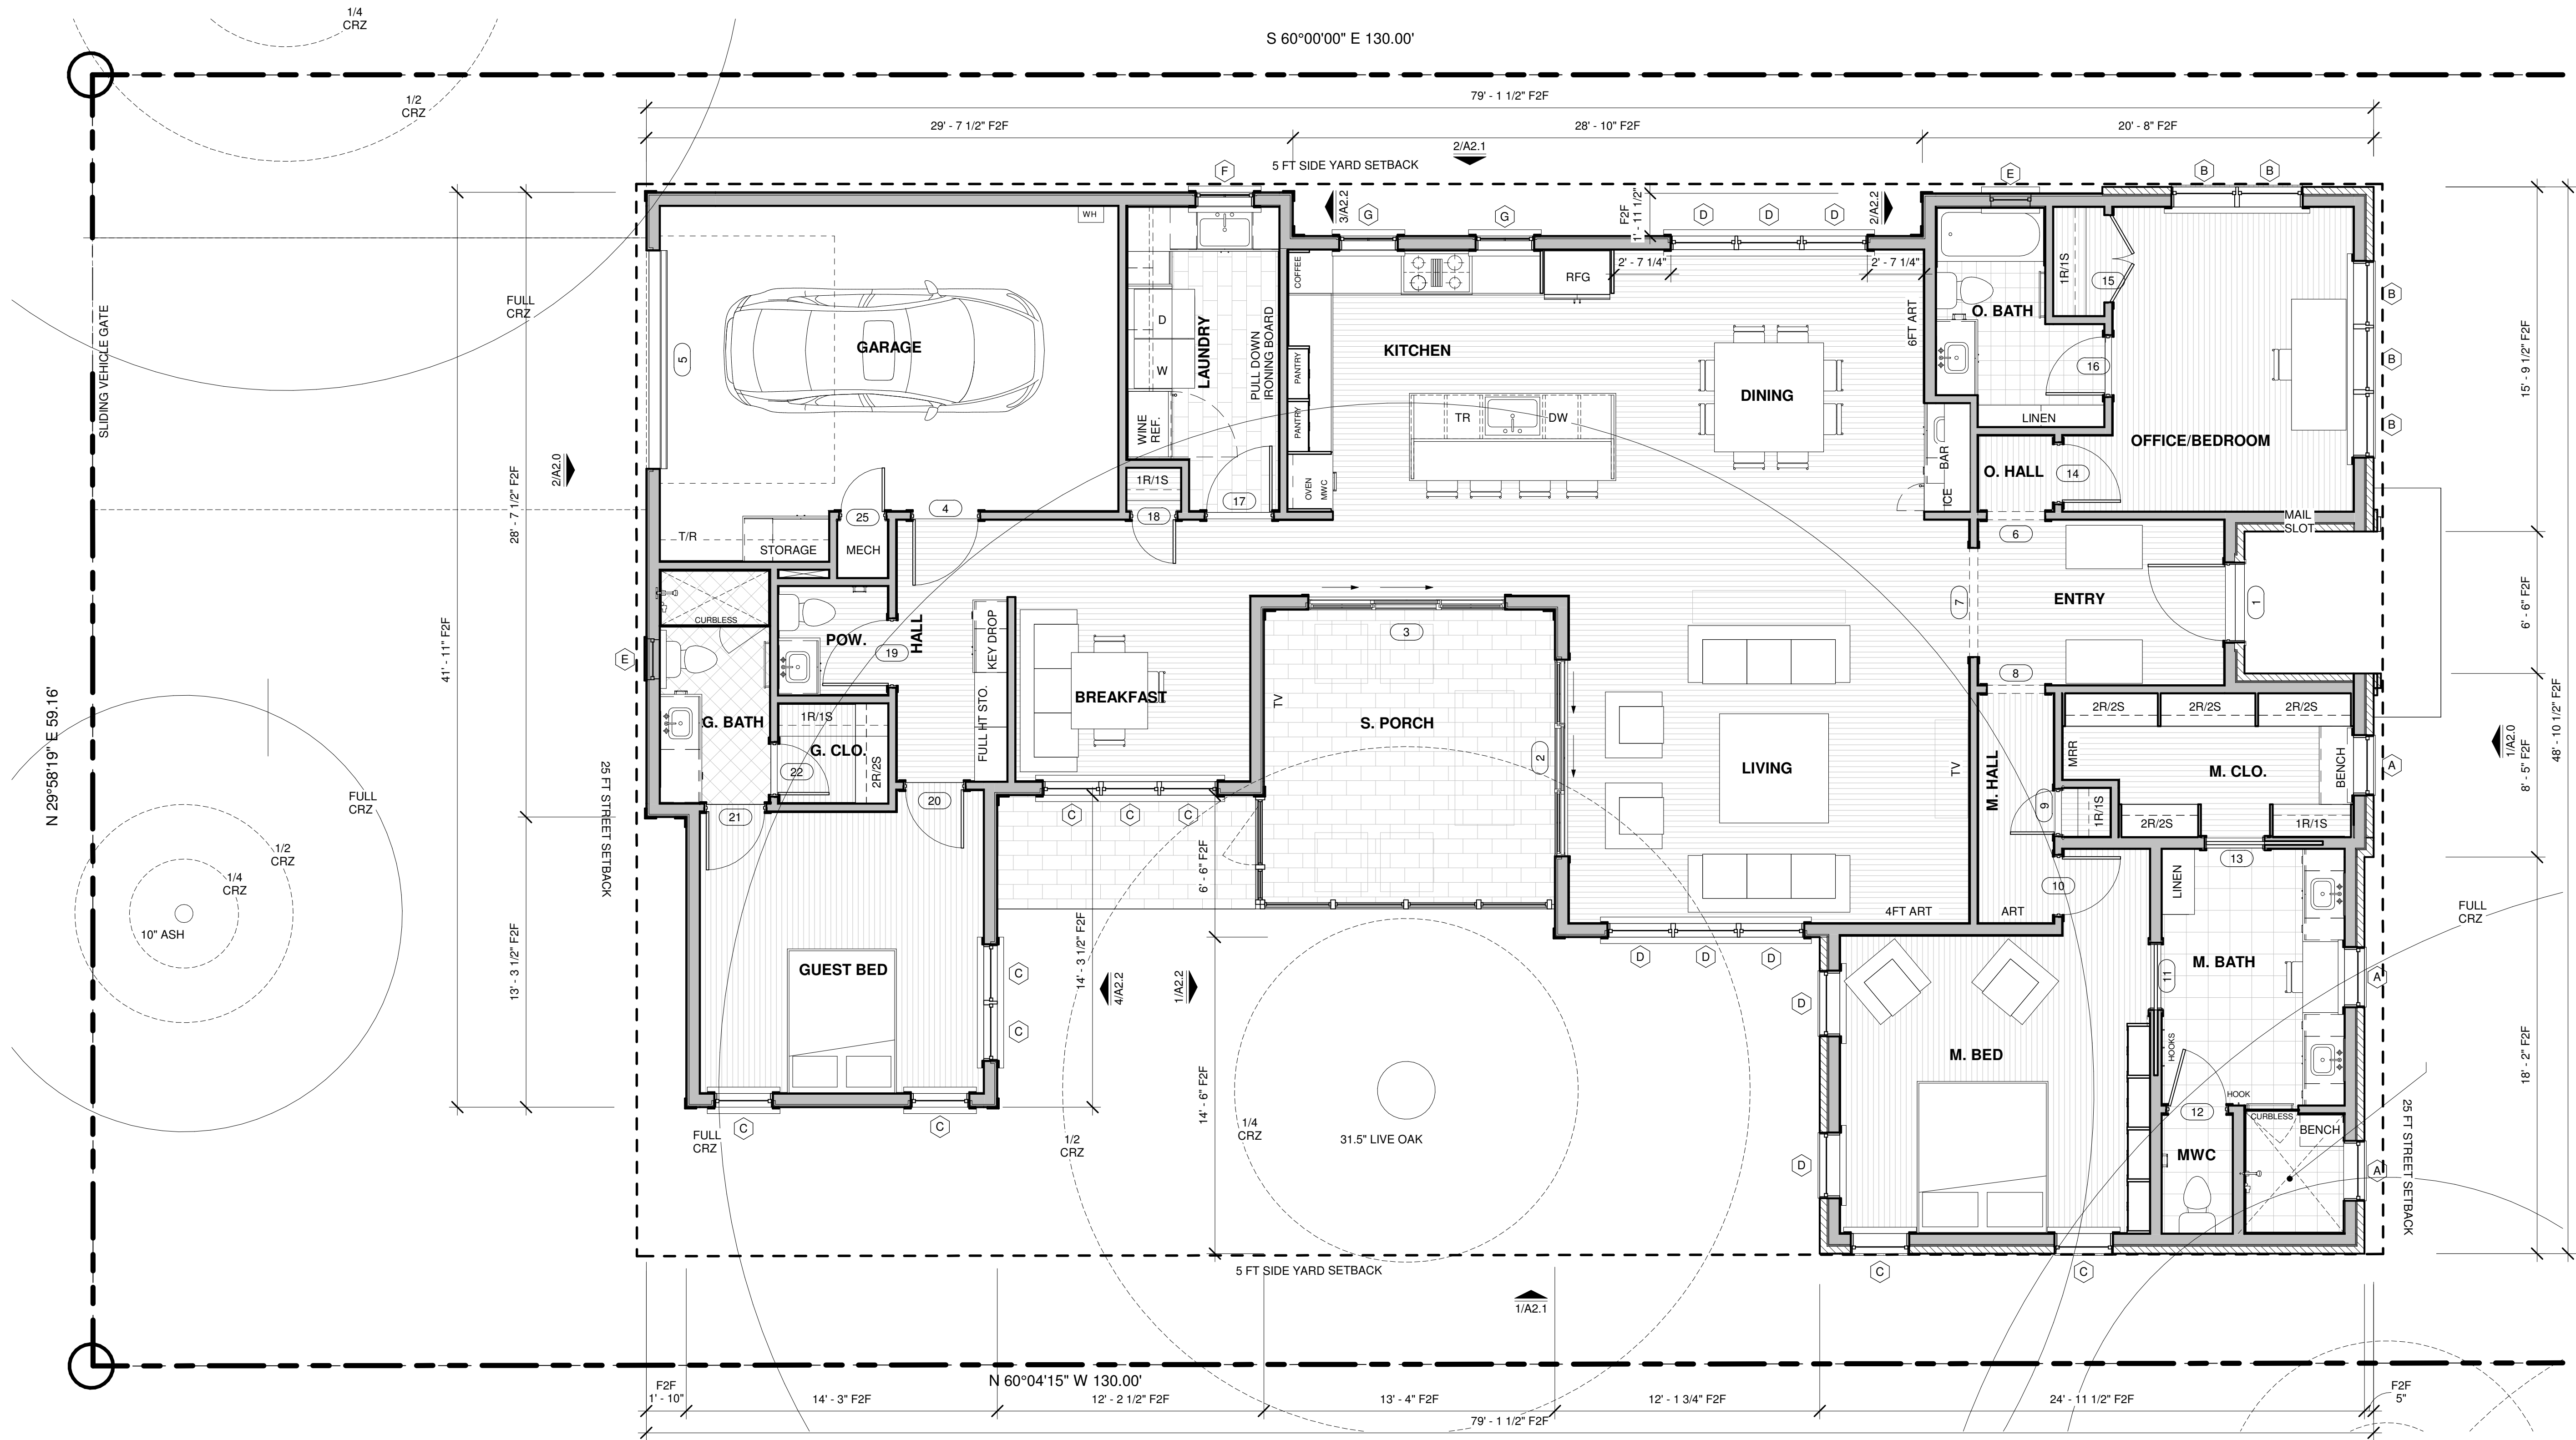 1/4
CRZ
S 60°00'00" E 130.00'
1/2
CRZ
79' - 1 1/2" F2F
29' - 7 1/2" F2F
28' - 10" F2F
20' - 8" F2F
2/A2.1
5 FT SIDE YARD SETBACK
F
E
B
B
3/A2.2
G
G
F2F
1' - 11 1/2"
D
D
D
2/A2.2
WH
FULL
CRZ
SLIDING VEHICLE GATE
5
GARAGE
D
W
LAUNDRY
PULL DOWN
IRONING BOARD
WINE
REF.
COFFEE
PANTRY
PANTRY
OVEN
MWC
KITCHEN
RFG
2' - 7 1/4"
2' - 7 1/4"
TR
DW
DINING
6FT ART
BAR
ICE
O. BATH
1R/1S
15
16
LINEN
O. HALL
14
OFFICE/BEDROOM
B
B
B
15' - 9 1/2" F2F
2/A2.0
28' - 7 1/2" F2F
41' - 11" F2F
T/R
STORAGE
25
MECH
4
1R/1S
18
17
MAIL
SLOT
6
7
ENTRY
1
6' - 6" F2F
8
CURBLESS
E
G. BATH
POW.
19
HALL
KEY DROP
FULL HT STO.
1R/1S
G. CLO.
2R/2S
22
BREAKFAST
TV
3
S. PORCH
2
LIVING
TV
M. HALL
9
1R/1S
MRR
2R/2S
2R/2S
2R/2S
M. CLO.
BENCH
2R/2S
1R/1S
A
1/A2.0
8' - 5" F2F
48' - 10 1/2" F2F
N 29°58'19" E 59.16'
FULL
CRZ
1/2
CRZ
1/4
CRZ
10" ASH
25 FT STREET SETBACK
13' - 3 1/2" F2F
21
20
C
C
C
6' - 6" F2F
GUEST BED
C
C
C
C
14' - 3 1/2" F2F
4/A2.2
1/A2.2
14' - 6" F2F
4FT ART
ART
10
13
LINEN
D
D
D
D
D
M. BED
M. BATH
11
HOOKS
HOOK
12
MWC
CURBLESS
BENCH
A
A
FULL
CRZ
18' - 2" F2F
25 FT STREET SETBACK
FULL
CRZ
1/2
CRZ
1/4
CRZ
31.5" LIVE OAK
C
C
5 FT SIDE YARD SETBACK
1/A2.1
N 60°04'15" W 130.00'
F2F
1' - 10"
14' - 3" F2F
12' - 2 1/2" F2F
13' - 4" F2F
12' - 1 3/4" F2F
24' - 11 1/2" F2F
F2F
5"
79' - 1 1/2" F2F